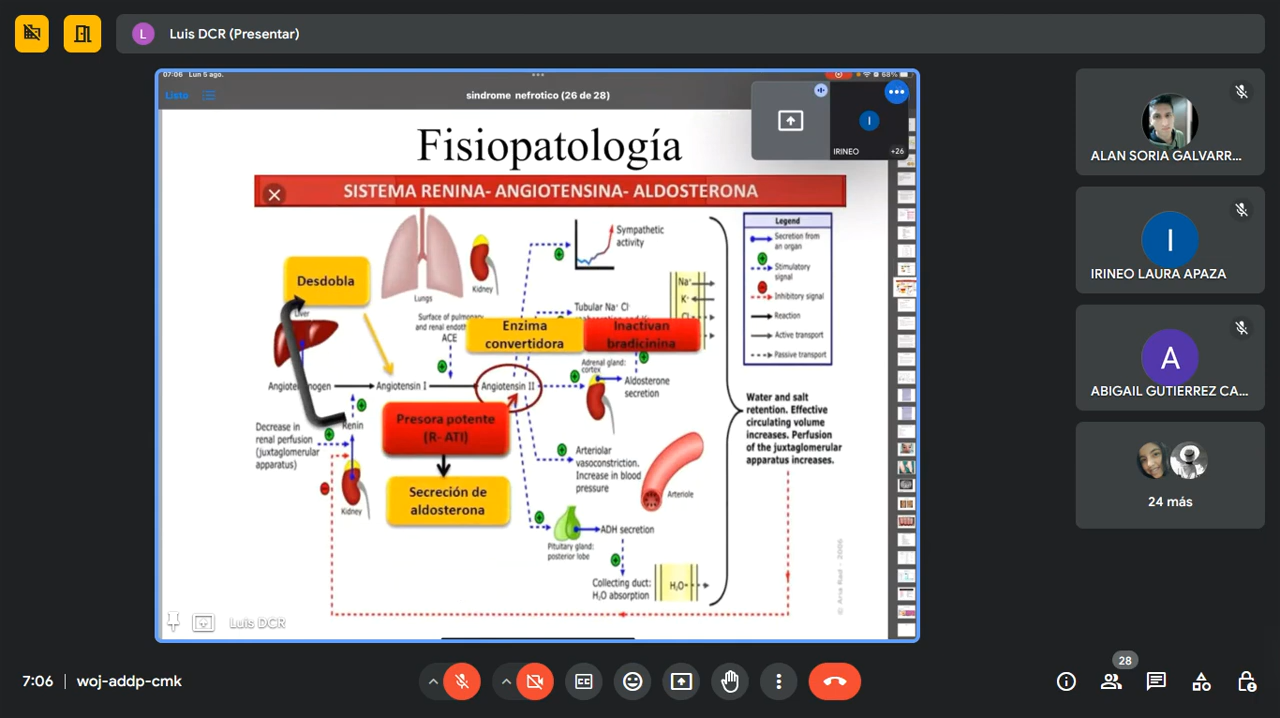 L
Luis DCR (Presentar)
07:06 Lun 5 ago.
68%
Listo
sindrome nefrotico (26 de 28)
I
IRINEO
+26
Fisiopatología
SISTEMA RENINA- ANGIOTENSINA- ALDOSTERONA
Desdobla
Liver
Lungs
Kidney
Surface of pulmonary
and renal endoth
ACE
Sympathetic
activity
Tubular Na⁺ Cl⁻
Enzima
convertidora
Inactivan
bradicinina
Na⁺
K⁺
Cl
Legend
Secretion from
an organ
Stimulatory
signal
Inhibitory signal
Reaction
Active transport
Passive transport
Angiotensin I
Angiotensin II
Adrenal gland:
cortex
Aldosterone
secretion
Renin
Decrease in
renal perfusion
(juxtaglomerular
apparatus)
Kidney
Presora potente
(R- ATI)
Secreción de
aldosterona
Arteriolar
vasoconstriction.
Increase in blood
pressure
Arteriole
Pituitary gland:
posterior lobe
ADH secretion
Collecting duct:
H₂O absorption
H₂O
Water and salt
retention. Effective
circulating volume
increases. Perfusion
of the juxtaglomerular
apparatus increases.
© Aria Rad - 2006
Luis DCR
ALAN SORIA GALVARR...
I
IRINEO LAURA APAZA
A
ABIGAIL GUTIERREZ CA...
24 más
7:06 | woj-addp-cmk
28